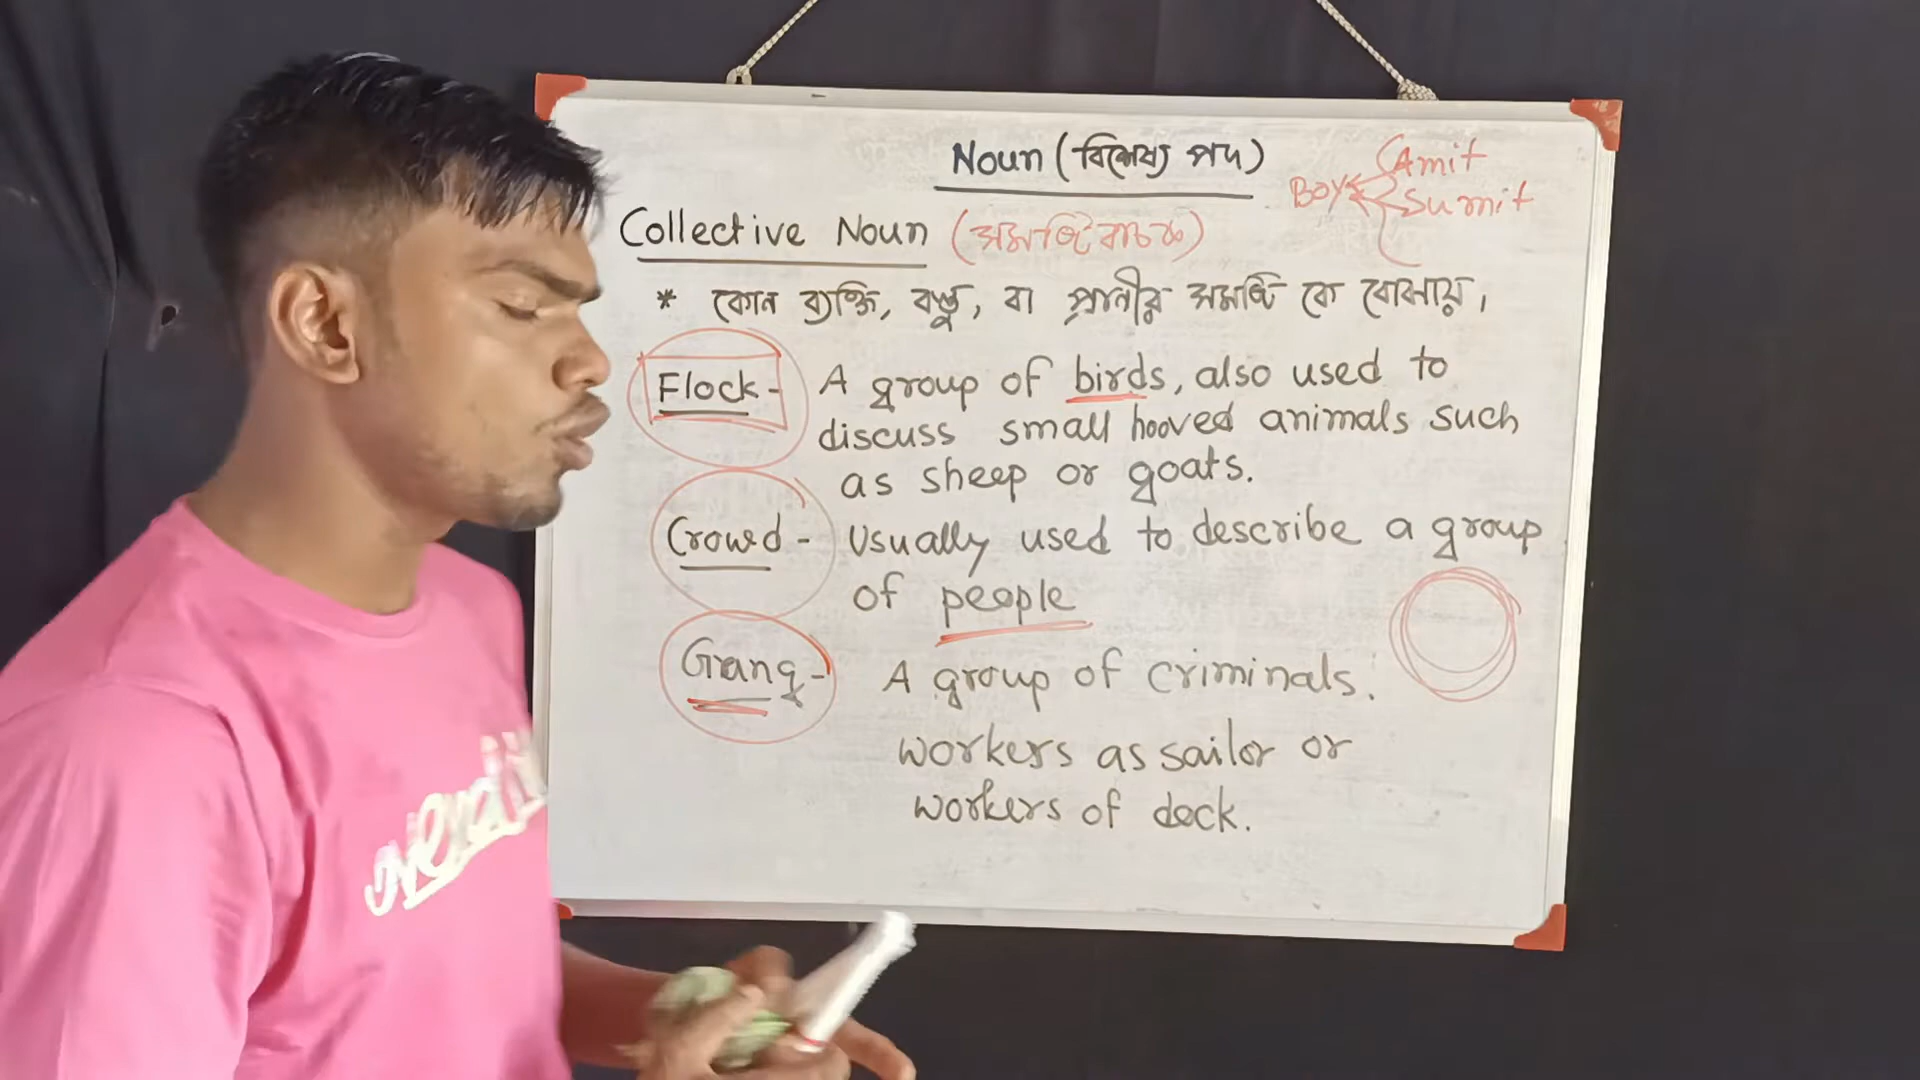 Noun (বিশেষ্য পদ)
Boy Amit
Sumit
Collective Noun (সমষ্টিবাচক)
* কোন ব্যক্তি, বস্তু, বা প্রাণীর সমষ্টি কে বোঝায়।
Flock - A group of birds, also used to
discuss small hooved animals such
as sheep or goats.
Crowd - Usually used to describe a group
of people
Gang - A group of criminals.
workers as sailor or
workers of dock.